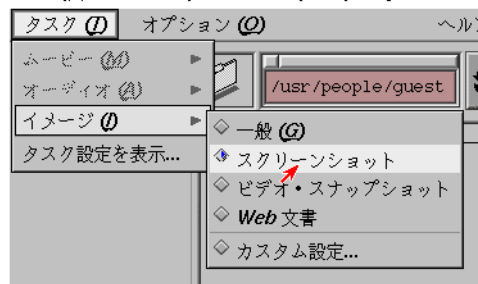 タスク (T) オプション (O) ヘル
ムービー (M)
オーディオ (A)
イメージ (I)
タスク設定を表示...
/usr/people/guest
一般 (G)
スクリーンショット
ビデオ・スナップショット
Web 文書
カスタム設定...